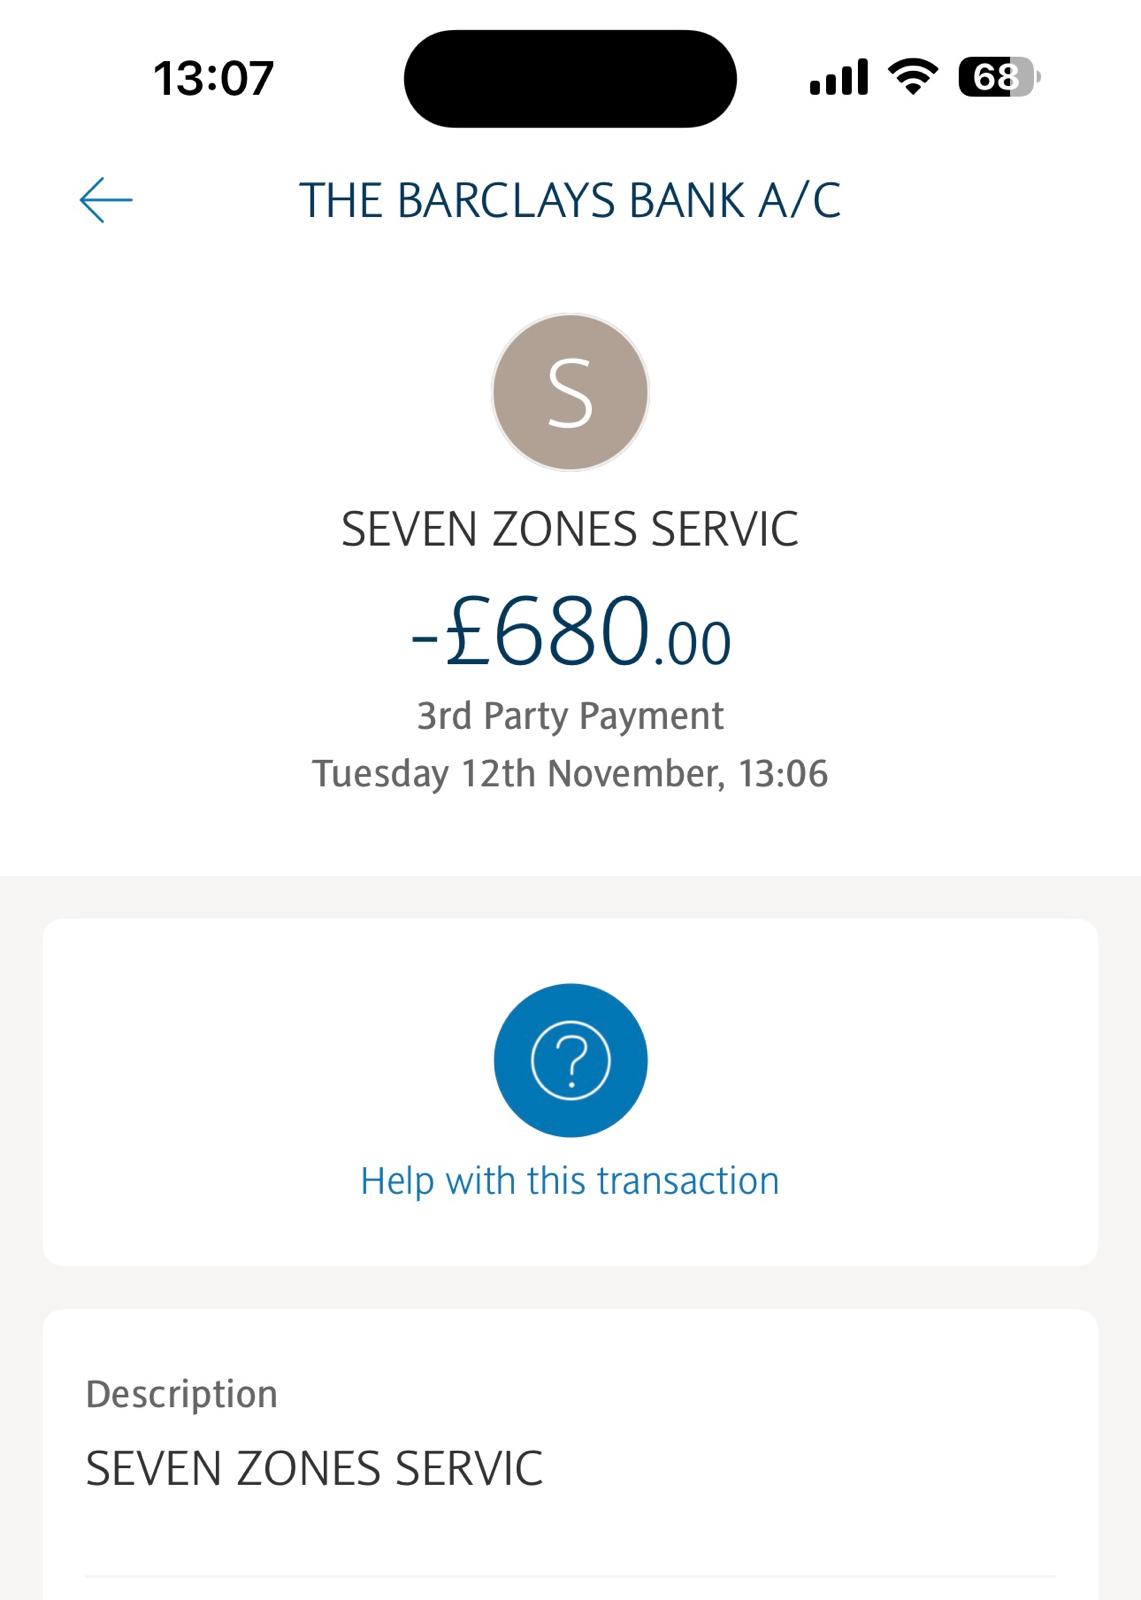 13:07
68
THE BARCLAYS BANK A/C
S
SEVEN ZONES SERVIC
-£680.00
3rd Party Payment
Tuesday 12th November, 13:06
?
Help with this transaction
Description
SEVEN ZONES SERVIC